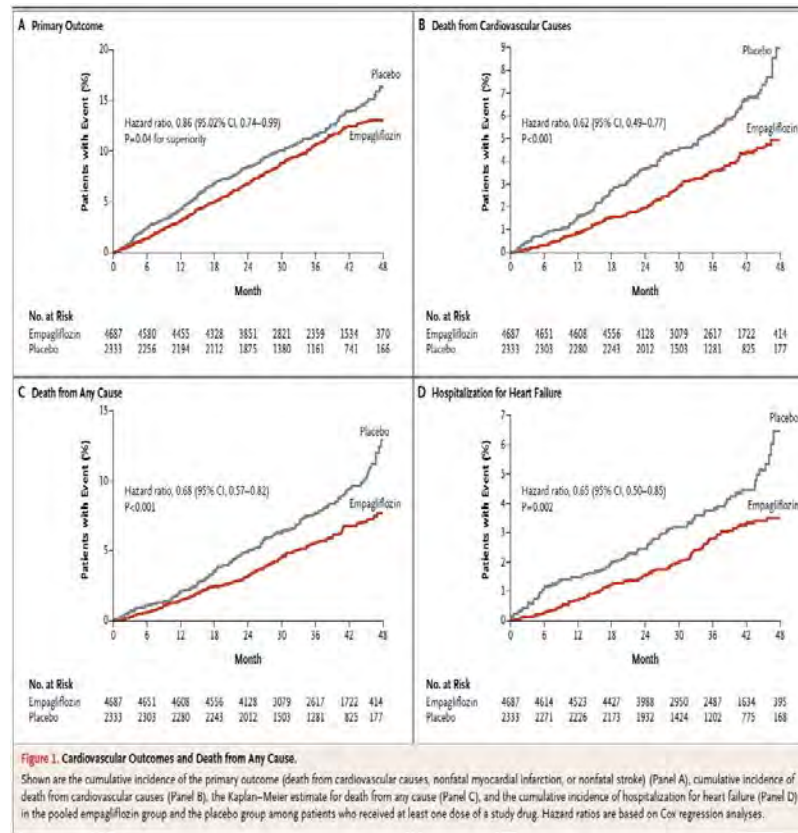 A Primary Outcome
20
15
10
5
0
Patients with Event (%)
Placebo
Hazard ratio, 0.86 (95.02% CI, 0.74–0.99)
P=0.04 for superiority
Empagliflozin
0 6 12 18 24 30 36 42 48
Month
No. at Risk
Empagliflozin 4687 4580 4455 4328 3851 2821 2359 1534 370
Placebo 2333 2256 2194 2112 1875 1380 1161 741 166
B Death from Cardiovascular Causes
9
8
7
6
5
4
3
2
1
0
Patients with Event (%)
Placebo
Hazard ratio, 0.62 (95% CI, 0.49–0.77)
P<0.001
Empagliflozin
0 6 12 18 24 30 36 42 48
Month
No. at Risk
Empagliflozin 4687 4651 4608 4556 4128 3079 2617 1722 414
Placebo 2333 2303 2280 2243 2012 1503 1281 825 177
C Death from Any Cause
15
10
5
0
Patients with Event (%)
Placebo
Hazard ratio, 0.68 (95% CI, 0.57–0.82)
P<0.001
Empagliflozin
0 6 12 18 24 30 36 42 48
Month
No. at Risk
Empagliflozin 4687 4651 4608 4556 4128 3079 2617 1722 414
Placebo 2333 2303 2280 2243 2012 1503 1281 825 177
D Hospitalization for Heart Failure
7
6
5
4
3
2
1
0
Patients with Event (%)
Placebo
Hazard ratio, 0.65 (95% CI, 0.50–0.85)
P=0.002
Empagliflozin
0 6 12 18 24 30 36 42 48
Month
No. at Risk
Empagliflozin 4687 4614 4523 4427 3988 2950 2487 1634 395
Placebo 2333 2271 2226 2173 1932 1424 1202 775 168
Figure 1. Cardiovascular Outcomes and Death from Any Cause.
Shown are the cumulative incidence of the primary outcome (death from cardiovascular causes, nonfatal myocardial infarction, or nonfatal stroke) (Panel A), cumulative incidence of
death from cardiovascular causes (Panel B), the Kaplan–Meier estimate for death from any cause (Panel C), and the cumulative incidence of hospitalization for heart failure (Panel D)
in the pooled empagliflozin group and the placebo group among patients who received at least one dose of a study drug. Hazard ratios are based on Cox regression analyses.